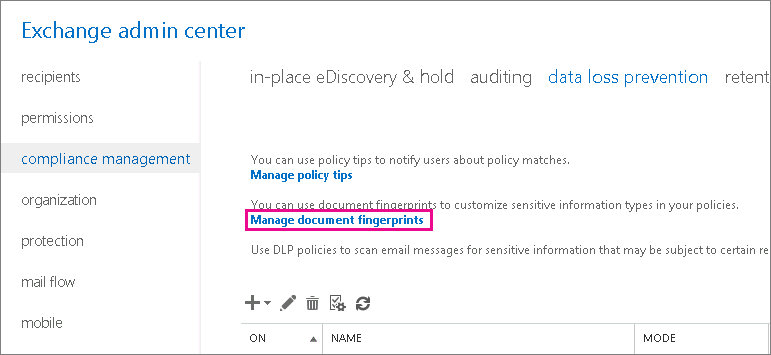 Exchange admin center
recipients
permissions
compliance management
organization
protection
mail flow
mobile
in-place eDiscovery & hold auditing data loss prevention retent
You can use policy tips to notify users about policy matches.
Manage policy tips
You can use document fingerprints to customize sensitive information types in your policies.
Manage document fingerprints
Use DLP policies to scan email messages for sensitive information that may be subject to certain re
ON NAME MODE